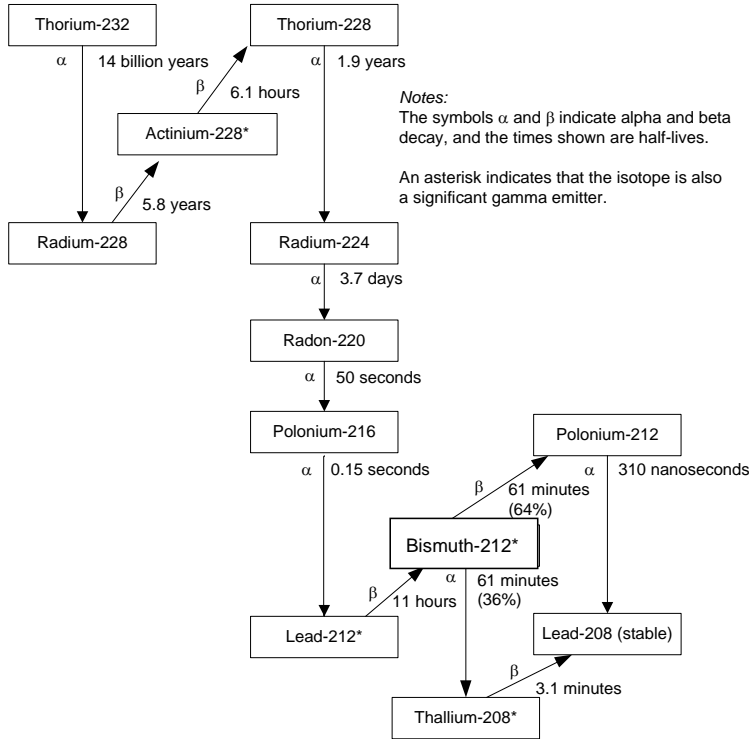 Thorium-232
Thorium-228
α
14 billion years
α
1.9 years
β
6.1 hours
Notes:
The symbols α and β indicate alpha and beta
decay, and the times shown are half-lives.
Actinium-228*
An asterisk indicates that the isotope is also
a significant gamma emitter.
β
5.8 years
Radium-228
Radium-224
α
3.7 days
Radon-220
α
50 seconds
Polonium-216
Polonium-212
α
0.15 seconds
α
310 nanoseconds
β
61 minutes
(64%)
Bismuth-212*
α
61 minutes
(36%)
β
11 hours
Lead-212*
Lead-208 (stable)
β
3.1 minutes
Thallium-208*